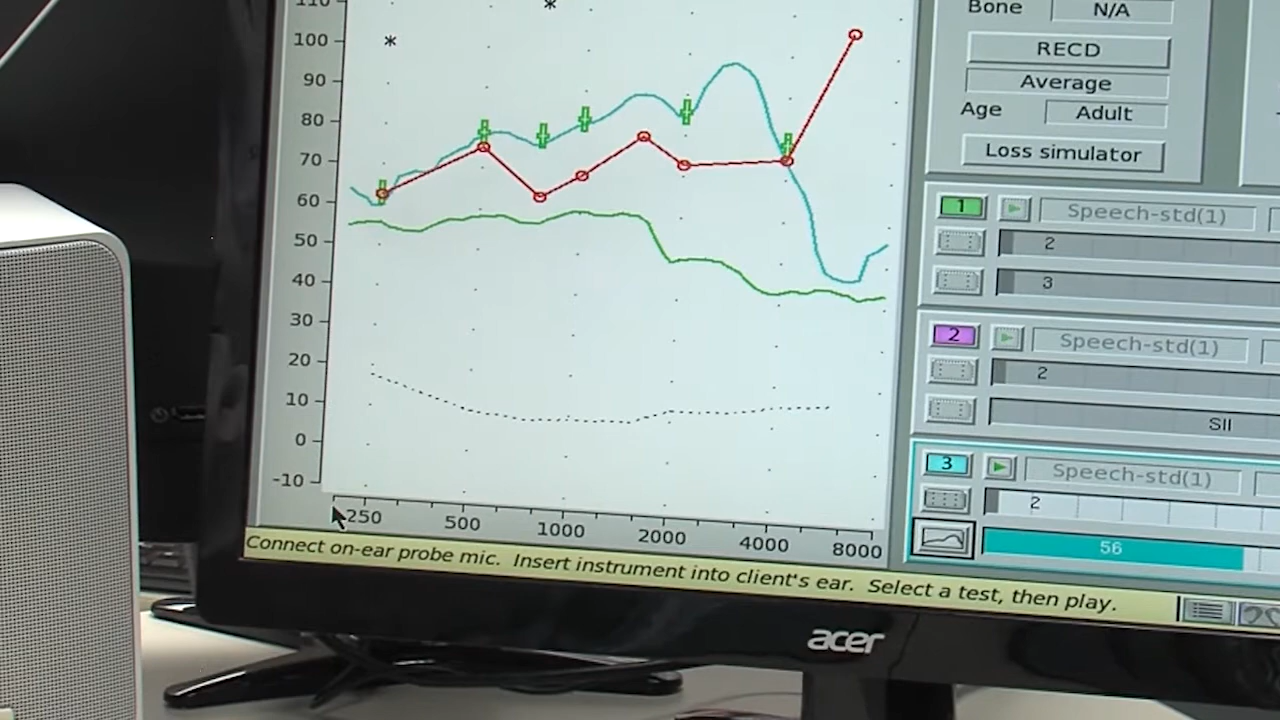 110
100
90
80
70
60
50
40
30
20
10
0
-10
250 500 1000 2000 4000 8000
Bone N/A
RECD
Average
Age Adult
Loss simulator
1 Speech-std(1)
2
3
2 Speech-std(1)
2
SII
3 Speech-std(1)
2
56
Connect on-ear probe mic. Insert instrument into client's ear. Select a test, then play.
acer